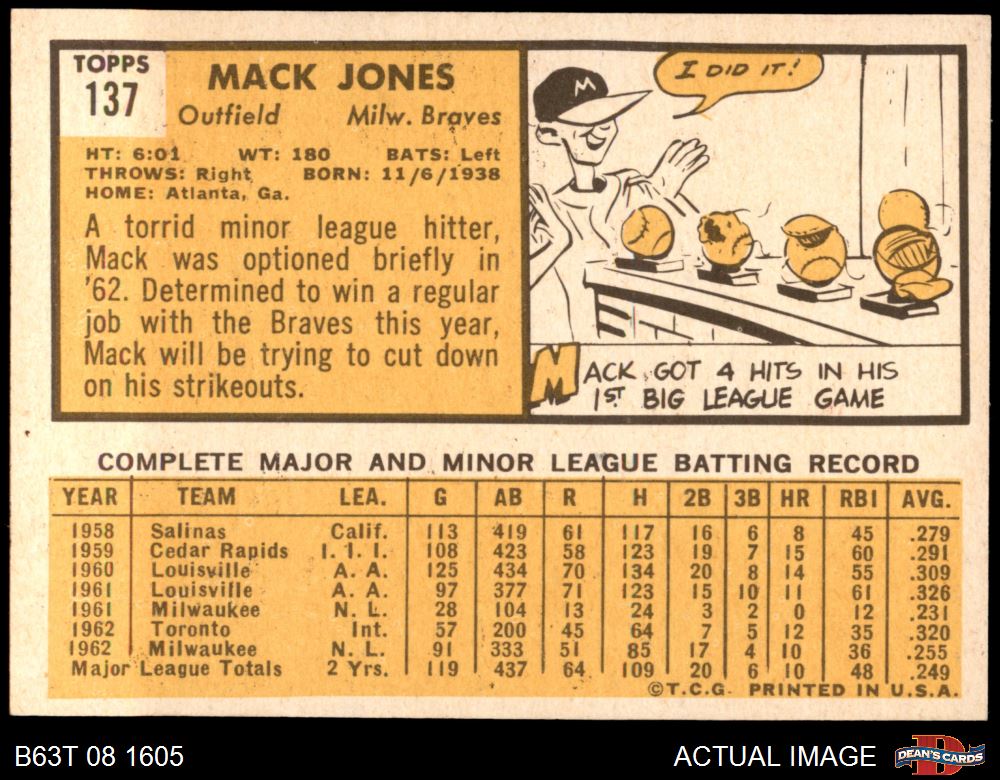 TOPPS
137
MACK JONES
Outfield Milw. Braves
HT: 6:01 WT: 180 BATS: Left
THROWS: Right BORN: 11/6/1938
HOME: Atlanta, Ga.
A torrid minor league hitter,
Mack was optioned briefly in
'62. Determined to win a regular
job with the Braves this year,
Mack will be trying to cut down
on his strikeouts.
I DID IT!
M
MACK GOT 4 HITS IN HIS
1ST BIG LEAGUE GAME
COMPLETE MAJOR AND MINOR LEAGUE BATTING RECORD
YEAR TEAM LEA. G AB R H 2B 3B HR RBI AVG.
1958 Salinas Calif. 113 419 61 117 16 6 8 45 .279
1959 Cedar Rapids I. I. I. 108 423 58 123 19 7 15 60 .291
1960 Louisville A. A. 125 434 70 134 20 8 14 55 .309
1961 Louisville A. A. 97 377 71 123 15 10 11 61 .326
1961 Milwaukee N. L. 28 104 13 24 3 2 0 12 .231
1962 Toronto Int. 57 200 45 64 7 5 12 35 .320
1962 Milwaukee N. L. 91 333 51 85 17 4 10 36 .255
Major League Totals 2 Yrs. 119 437 64 109 20 6 10 48 .249
©T.C.G. PRINTED IN U.S.A.
B63T 08 1605 ACTUAL IMAGE
DEAN'S CARDS